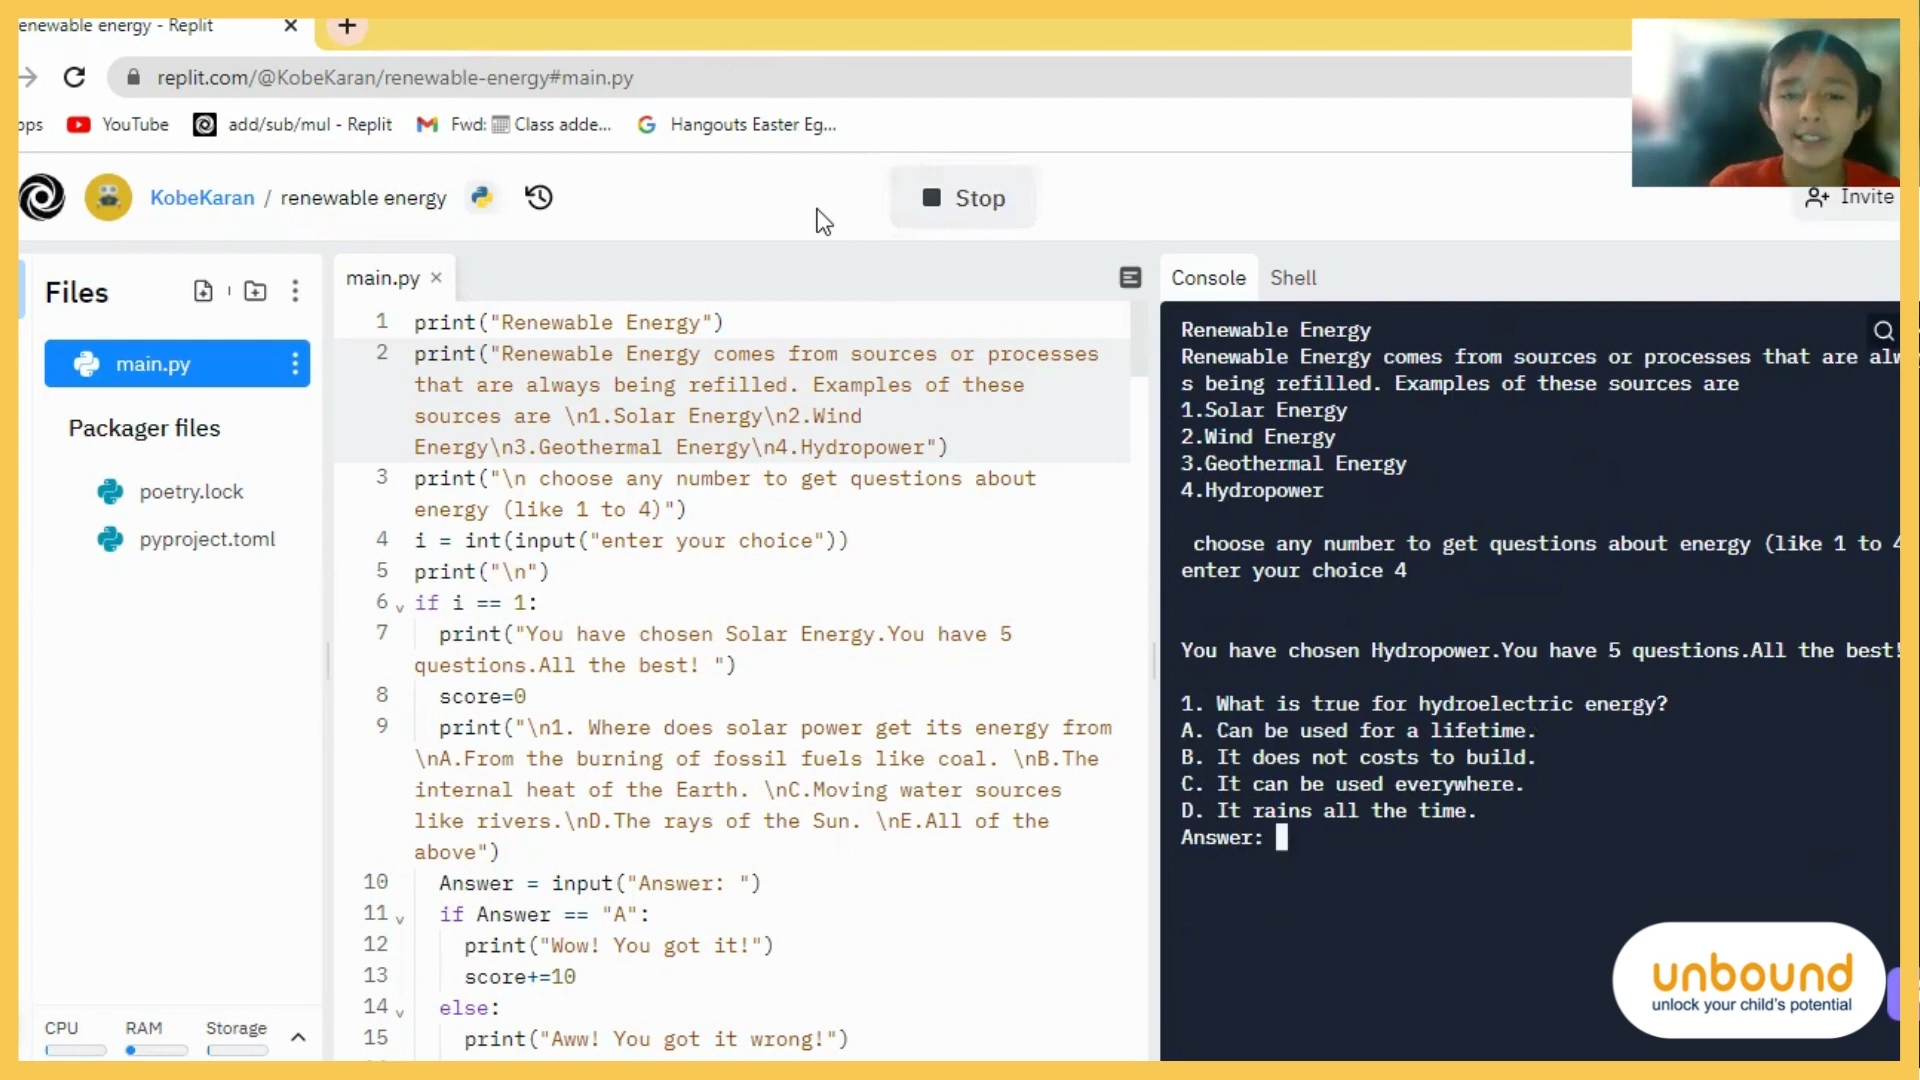 enewable energy - Replit
replit.com/@KobeKaran/renewable-energy#main.py
YouTube
add/sub/mul - Replit
Fwd: Class adde...
Hangouts Easter Eg...
KobeKaran / renewable energy
Stop
Invite
Files
main.py
Packager files
poetry.lock
pyproject.toml
CPU
RAM
Storage
main.py
1 print("Renewable Energy")
2 print("Renewable Energy comes from sources or processes
that are always being refilled. Examples of these
sources are \n1.Solar Energy\n2.Wind
Energy\n3.Geothermal Energy\n4.Hydropower")
3 print("\n choose any number to get questions about
energy (like 1 to 4)")
4 i = int(input("enter your choice"))
5 print("\n")
6 if i == 1:
7 print("You have chosen Solar Energy.You have 5
questions.All the best! ")
8 score=0
9 print("\n1. Where does solar power get its energy from
\nA.From the burning of fossil fuels like coal. \nB.The
internal heat of the Earth. \nC.Moving water sources
like rivers.\nD.The rays of the Sun. \nE.All of the
above")
10 Answer = input("Answer: ")
11 if Answer == "A":
12 print("Wow! You got it!")
13 score+=10
14 else:
15 print("Aww! You got it wrong!")
Console
Shell
Renewable Energy
Renewable Energy comes from sources or processes that are alw
s being refilled. Examples of these sources are
1.Solar Energy
2.Wind Energy
3.Geothermal Energy
4.Hydropower
choose any number to get questions about energy (like 1 to 4
enter your choice 4
You have chosen Hydropower.You have 5 questions.All the best!
1. What is true for hydroelectric energy?
A. Can be used for a lifetime.
B. It does not costs to build.
C. It can be used everywhere.
D. It rains all the time.
Answer:
unbound
unlock your child's potential